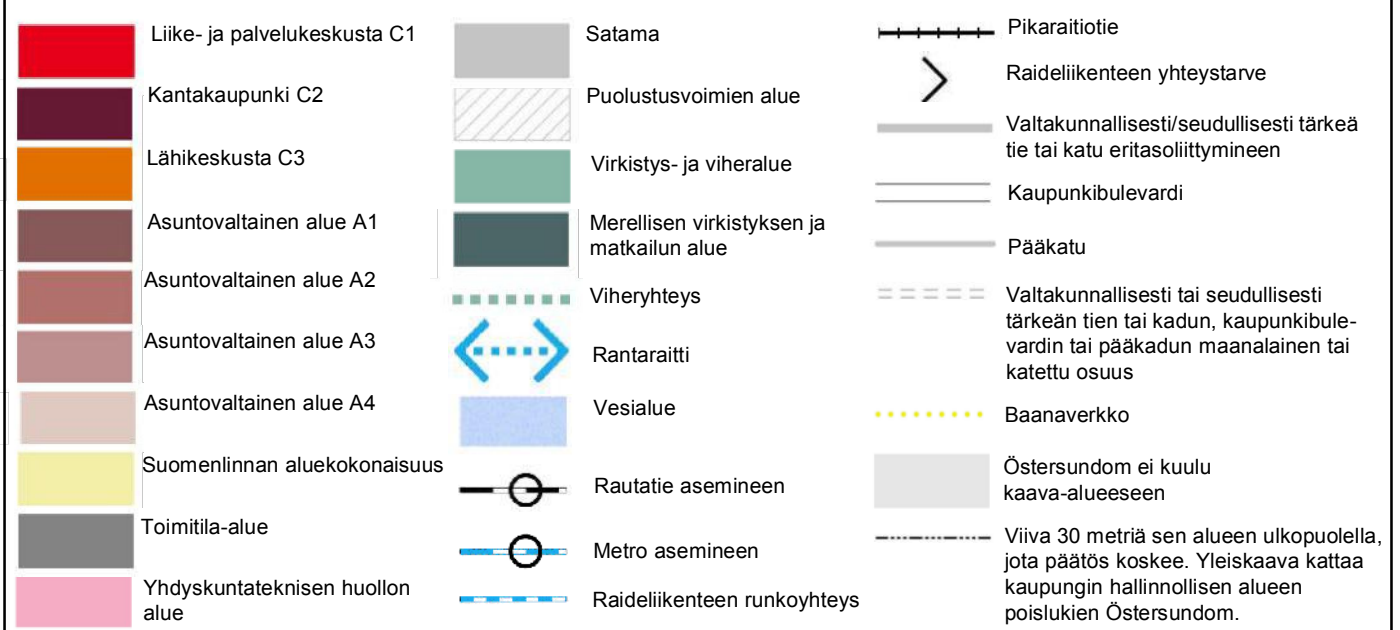 Liike- ja palvelukeskusta C1
Kantakaupunki C2
Lähikeskusta C3
Asuntovaltainen alue A1
Asuntovaltainen alue A2
Asuntovaltainen alue A3
Asuntovaltainen alue A4
Suomenlinnan aluekokonaisuus
Toimitila-alue
Yhdyskuntateknisen huollon
alue
Satama
Puolustusvoimien alue
Virkistys- ja viheralue
Merellisen virkistyksen ja
matkailun alue
Viheryhteys
Rantaraitti
Vesialue
Rautatie asemineen
Metro asemineen
Raideliikenteen runkoyhteys
Pikaraitiotie
Raideliikenteen yhteystarve
Valtakunnallisesti/seudullisesti tärkeä
tie tai katu eritasoliittymineen
Kaupunkibulevardi
Pääkatu
Valtakunnallisesti tai seudullisesti
tärkeän tien tai kadun, kaupunkibule-
vardin tai pääkadun maanalainen tai
katettu osuus
Baanaverkko
Östersundom ei kuulu
kaava-alueeseen
Viiva 30 metriä sen alueen ulkopuolella,
jota päätös koskee. Yleiskaava kattaa
kaupungin hallinnollisen alueen
poislukien Östersundom.